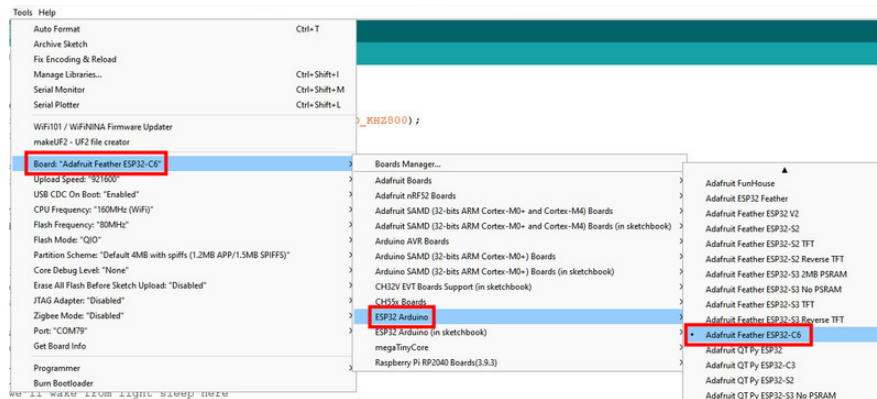 Tools Help
Auto Format Ctrl+T
Archive Sketch
Fix Encoding & Reload
Manage Libraries... Ctrl+Shift+I
Serial Monitor Ctrl+Shift+M
Serial Plotter Ctrl+Shift+L
_KHZ800);
WiFi101 / WiFiNINA Firmware Updater
makeUF2 - UF2 file creator
Board: "Adafruit Feather ESP32-C6"
Upload Speed: "921600"
USB CDC On Boot: "Enabled"
CPU Frequency: "160MHz (WiFi)"
Flash Frequency: "80MHz"
Flash Mode: "QIO"
Partition Scheme: "Default 4MB with spiffs (1.2MB APP/1.5MB SPIFFS)"
Core Debug Level: "None"
Erase All Flash Before Sketch Upload: "Disabled"
JTAG Adapter: "Disabled"
Zigbee Mode: "Disabled"
Port: "COM79"
Get Board Info
Programmer
Burn Bootloader
we'll wake from light sleep here
Boards Manager...
Adafruit Boards
Adafruit nRF52 Boards
Adafruit SAMD (32-bits ARM Cortex-M0+ and Cortex-M4) Boards
Adafruit SAMD (32-bits ARM Cortex-M0+ and Cortex-M4) Boards (in sketchbook)
Arduino AVR Boards
Arduino SAMD (32-bits ARM Cortex-M0+) Boards
Arduino SAMD (32-bits ARM Cortex-M0+) Boards (in sketchbook)
CH32V EVT Boards Support (in sketchbook)
CH55x Boards
ESP32 Arduino
ESP32 Arduino (in sketchbook)
megaTinyCore
Raspberry Pi RP2040 Boards(3.9.3)
Adafruit FunHouse
Adafruit ESP32 Feather
Adafruit Feather ESP32 V2
Adafruit Feather ESP32-S2
Adafruit Feather ESP32-S2 TFT
Adafruit Feather ESP32-S2 Reverse TFT
Adafruit Feather ESP32-S3 2MB PSRAM
Adafruit Feather ESP32-S3 No PSRAM
Adafruit Feather ESP32-S3 TFT
Adafruit Feather ESP32-S3 Reverse TFT
Adafruit Feather ESP32-C6
Adafruit QT Py ESP32
Adafruit QT Py ESP32-C3
Adafruit QT Py ESP32-S2
Adafruit QT Py ESP32-S3 No PSRAM